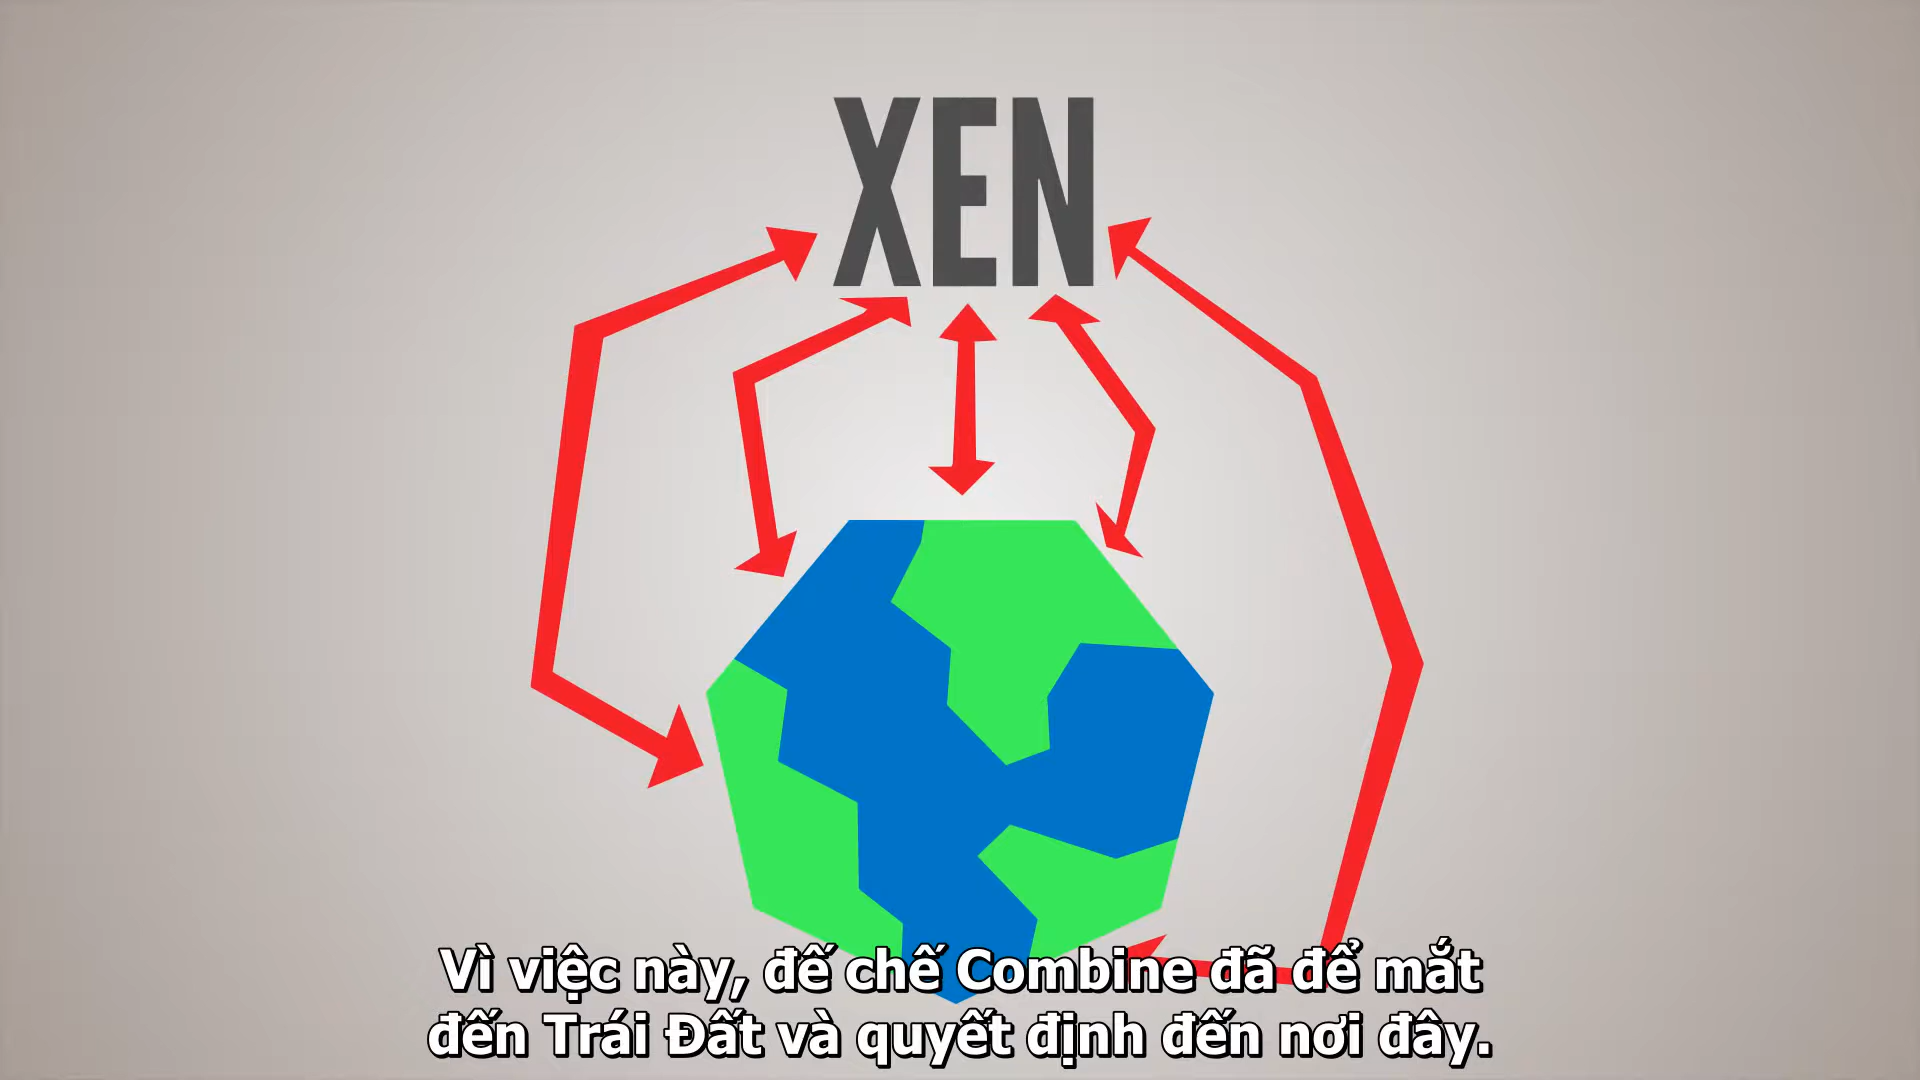 XEN
Vì việc này, đế chế Combine đã để mắt
đến Trái Đất và quyết định đến nơi đây.